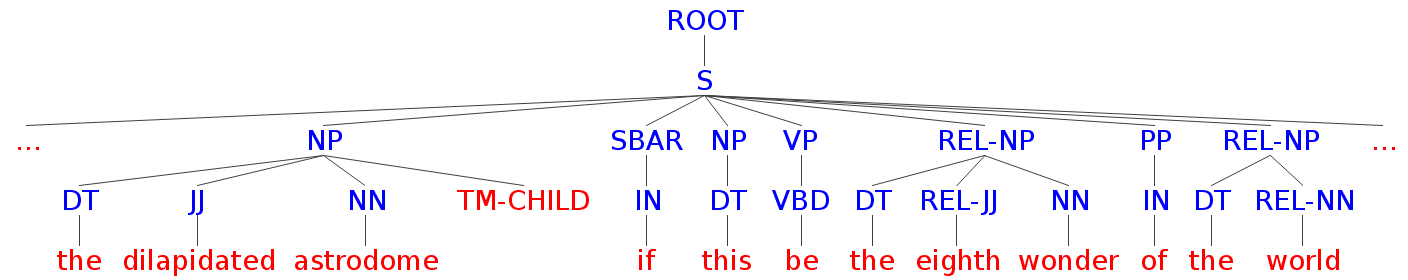 ROOT
S
... NP SBAR NP VP REL-NP PP REL-NP ...
DT JJ NN TM-CHILD IN DT VBD DT REL-JJ NN IN DT REL-NN
the dilapidated astrodome if this be the eighth wonder of the world